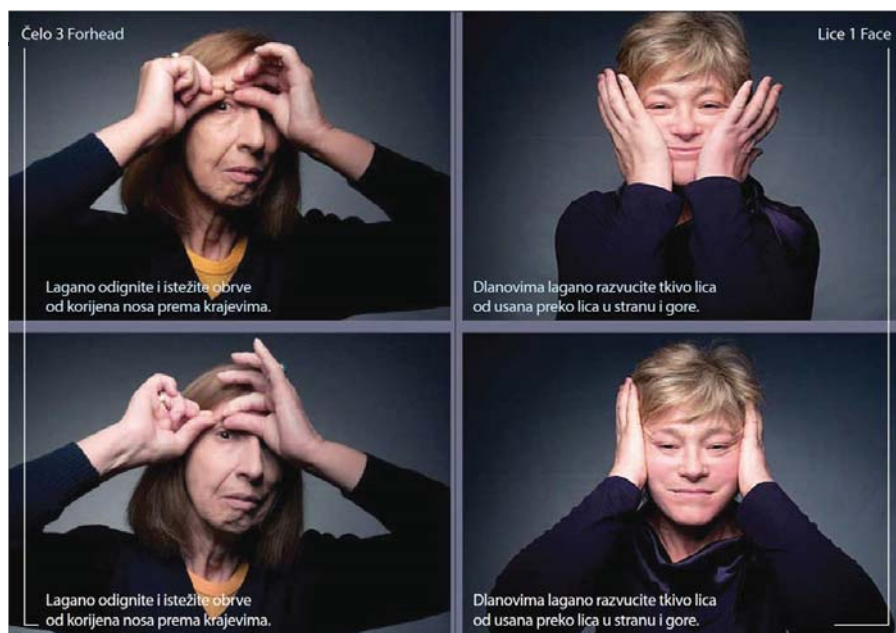 Čelo 3 Forhead
Lagano odignite i istežite obrve
od korijena nosa prema krajevima.
Lice 1 Face
Dlanovima lagano razvucite tkivo lica
od usana preko lica u stranu i gore.
Lagano odignite i istežite obrve
od korijena nosa prema krajevima.
Dlanovima lagano razvucite tkivo lica
od usana preko lica u stranu i gore.